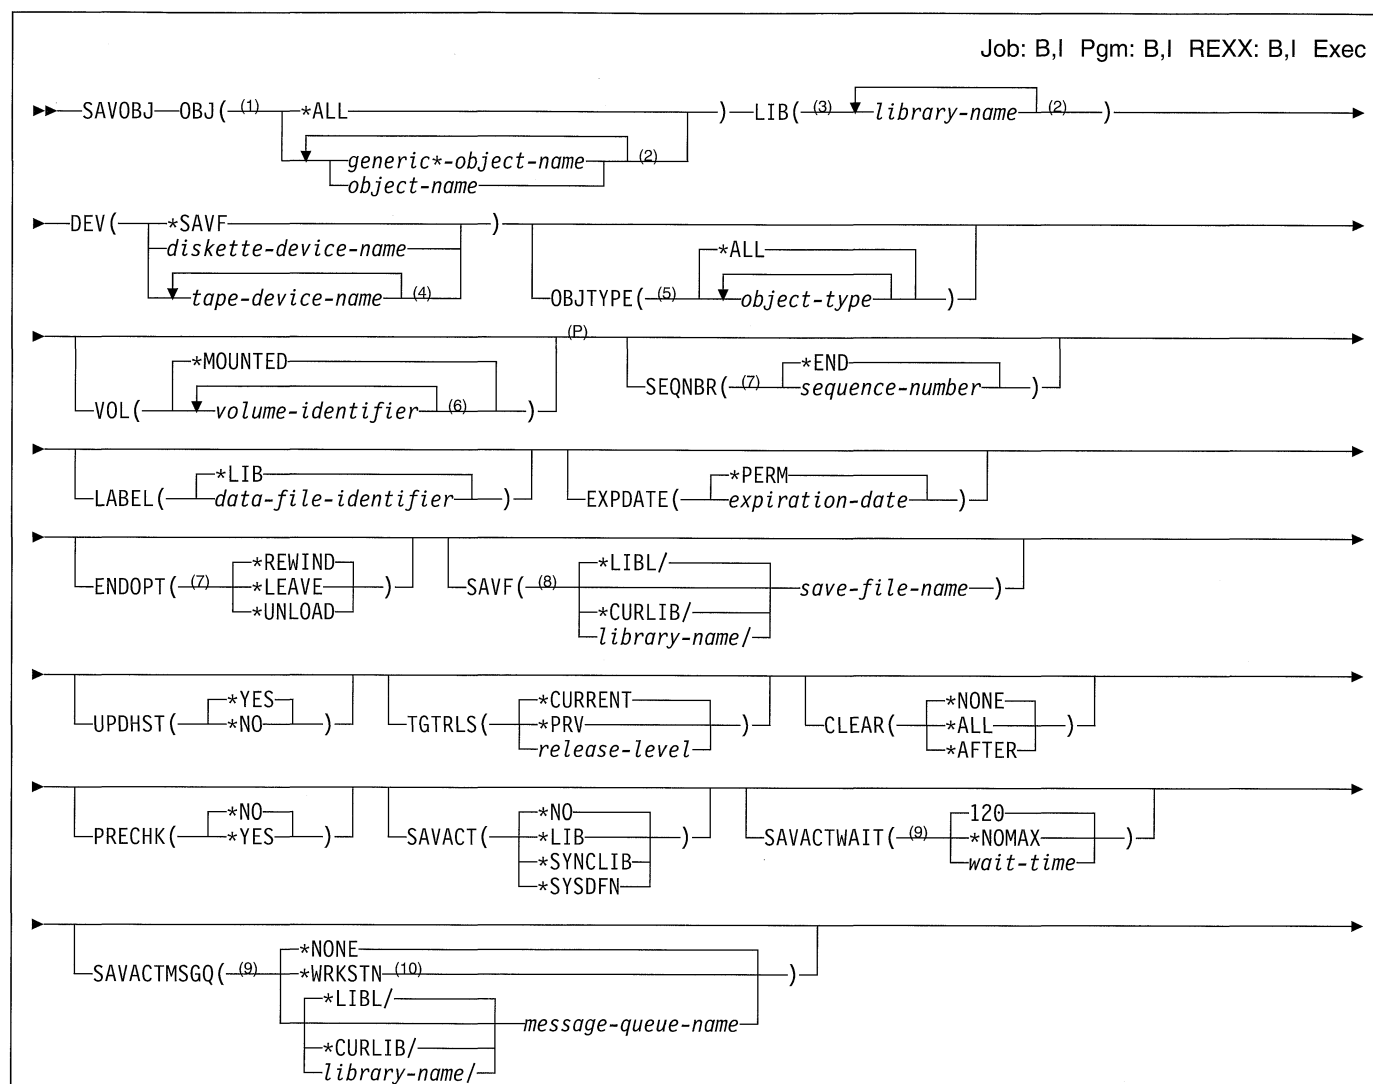 Job: B,I Pgm: B,I REXX: B,I Exec
SAVOBJ OBJ( (1) *ALL ) LIB( (3) library-name (2) )
generic*-object-name (2)
object-name
DEV( *SAVF )
diskette-device-name *ALL
tape-device-name (4) OBJTYPE( (5) object-type )
(P)
*MOUNTED *END
VOL( volume-identifier (6) ) SEQNBR( (7) sequence-number )
*LIB *PERM
LABEL( data-file-identifier ) EXPDATE( expiration-date )
*REWIND *LIBL/
ENDOPT( (7) *LEAVE ) SAVF( (8) save-file-name )
*UNLOAD *CURLIB/
library-name/
*YES *CURRENT *NONE
UPDHST( *NO ) TGTRLS( *PRV ) CLEAR( *ALL )
release-level *AFTER
*NO *NO 120
PRECHK( *YES ) SAVACT( *LIB ) SAVACTWAIT( (9) *NOMAX )
*SYNCLIB wait-time
*SYSDFN
*NONE
SAVACTMSGQ( (9) *WRKSTN (10) )
*LIBL/
message-queue-name
*CURLIB/
library-name/